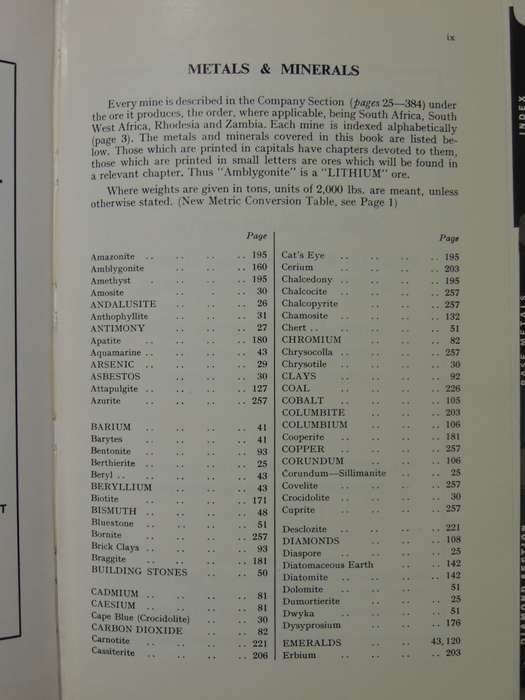 ix
METALS & MINERALS
Every mine is described in the Company Section (pages 25—384) under
the ore it produces, the order, where applicable, being South Africa, South
West Africa, Rhodesia and Zambia. Each mine is indexed alphabetically
(page 3). The metals and minerals covered in this book are listed be-
low. Those which are printed in capitals have chapters devoted to them,
those which are printed in small letters are ores which will be found in
a relevant chapter. Thus "Amblygonite" is a "LITHIUM" ore.
Where weights are given in tons, units of 2,000 lbs. are meant, unless
otherwise stated. (New Metric Conversion Table, see Page 1)
Page
Amazonite .. .. .. .. 195
Amblygonite .. .. .. 160
Amethyst . .. .. .. 195
Amosite .. .. .. 30
ANDALUSITE .. .. .. 26
Anthophyllite .. .. .. 31
ANTIMONY .. .. .. 27
Apatite .. .. .. .. 180
Aquamarine .. .. .. .. 43
ARSENIC .. .. .. .. 29
ASBESTOS .. .. .. 30
Attapulgite .. .. .. .. 127
Azurite .. .. .. .. 257
BARIUM .. .. .. .. 41
Barytes .. .. .. .. 41
Bentonite .. .. .. .. 93
Berthierite .. .. .. .. 25
Beryl .. .. .. .. .. 43
BERYLLIUM .. .. .. 43
Biotite .. .. .. .. 171
BISMUTH .. .. .. .. 48
Bluestone .. .. .. .. 51
Bornite .. .. .. .. 257
Brick Clays .. .. .. .. 93
Braggite .. .. .. .. 181
BUILDING STONES .. .. 50
CADMIUM .. .. .. .. 81
CAESIUM .. .. .. .. 81
Cape Blue (Crocidolite) .. .. 30
CARBON DIOXIDE .. .. 82
Carnotite .. .. .. .. 221
Cassiterite .. .. .. .. 206
Page
Cat's Eye .. .. .. .. 195
Cerium .. .. .. .. 203
Chalcedony .. .. .. .. 195
Chalcocite .. .. .. .. 257
Chalcopyrite .. .. .. 257
Chamosite .. .. .. .. 132
Chert .. .. .. .. .. 51
CHROMIUM .. .. .. 82
Chrysocolla .. .. .. .. 257
Chrysotile .. .. .. .. 30
CLAYS .. .. .. .. 92
COAL .. .. .. .. 226
COBALT .. .. .. .. 105
COLUMBITE .. .. .. 203
COLUMBIUM .. .. .. 106
Cooperite .. .. .. .. 181
COPPER .. .. .. .. 257
CORUNDUM .. .. .. 106
Corundum—Sillimanite .. .. 25
Covelite .. .. .. .. 257
Crocidolite .. .. .. .. 30
Cuprite .. .. .. .. 257
Desclozite .. .. .. .. 221
DIAMONDS .. .. .. 108
Diaspore .. .. .. .. 25
Diatomaceous Earth .. .. 142
Diatomite .. .. .. .. 142
Dolomite .. .. .. 51
Dumortierite .. .. .. 25
Dwyka .. .. .. .. 51
Dysyprosium .. .. .. 176
EMERALDS .. .. .. 43, 120
Erbium .. .. .. .. 203
INDEX
BASE METALS
DIAMOND SECTION
T